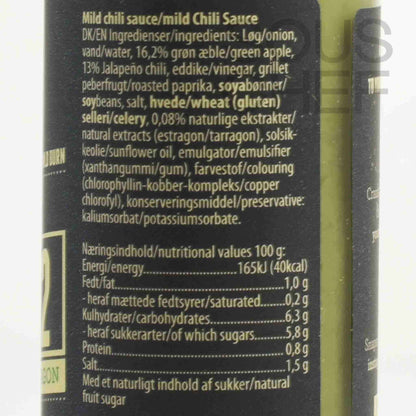 Mild chili sauce/mild Chili Sauce
DK/EN Ingredienser/ingredients: Løg/onion,
vand/water, 16,2% grøn æble/green apple,
13% Jalapeño chili, eddike/vinegar, grillet
peberfrugt/roasted paprika, soyabønner/
soybeans, salt, hvede/wheat (gluten)
selleri/celery, 0,08% naturlige ekstrakter/
natural extracts (estragon/tarragon), solsik-
keolie/sunflower oil, emulgator/emulsifier
(xanthangummi/gum), farvestof/colouring
(chlorophyllin-kobber-kompleks/copper
chlorofyl), konserveringsmiddel/preservative:
kaliumsorbat/potassiumsorbate.
Næringsindhold/nutritional values 100 g:
Energi/energy 165kJ (40kcal)
Fedt/fat 1,0 g
- heraf mættede fedtsyrer/saturated 0,2 g
Kulhydrater/carbohydrates 6,3 g
- heraf sukkerarter/of which sugars 5,8 g
Protein 0,8 g
Salt 1,5 g
Med et naturligt indhold af sukker/natural
fruit sugar
LD BURN
2
BON